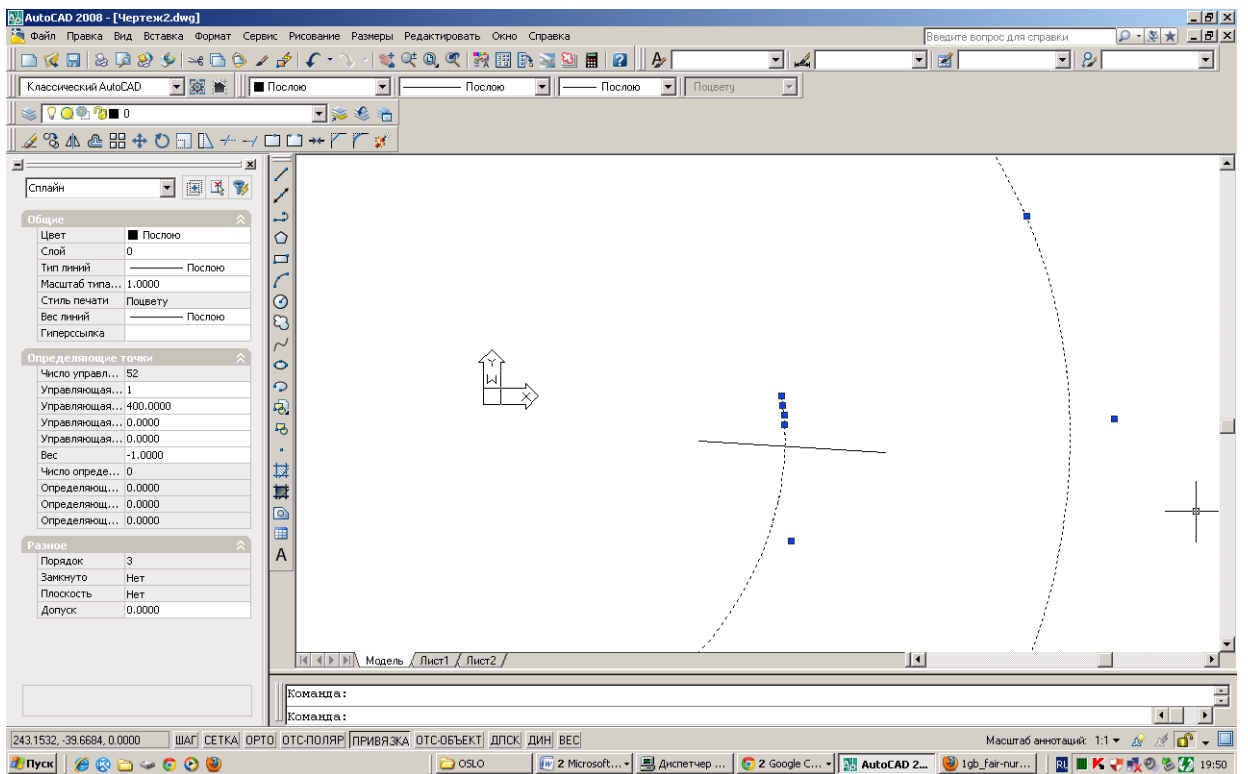 AutoCAD 2008 - [Чертеж2.dwg]
Файл Правка Вид Вставка Формат Сервис Рисование Размеры Редактировать Окно Справка
Введите вопрос для справки
Классический AutoCAD
Послою Послою Послою Поцвету
0
Сплайн
Общие
Цвет Послою
Слой 0
Тип линий Послою
Масштаб типа... 1.0000
Стиль печати Поцвету
Вес линий Послою
Гиперссылка
Определяющие точки
Число управл... 52
Управляющая... 1
Управляющая... 400.0000
Управляющая... 0.0000
Управляющая... 0.0000
Вес -1.0000
Число опреде... 0
Определяющ... 0.0000
Определяющ... 0.0000
Определяющ... 0.0000
Разное
Порядок 3
Замкнуто Нет
Плоскость Нет
Допуск 0.0000
A
Y
W
X
Модель Лист1 Лист2
Команда:
Команда:
243.1532, -39.6684, 0.0000 ШАГ СЕТКА ОРТО ОТС-ПОЛЯР ПРИВЯЗКА ОТС-ОБЪЕКТ ДПСК ДИН ВЕС Масштаб аннотаций: 1:1
Пуск OSLO 2 Microsoft... Диспетчер ... 2 Google C... AutoCAD 2... 1gb_fair-nur... RL 19:50